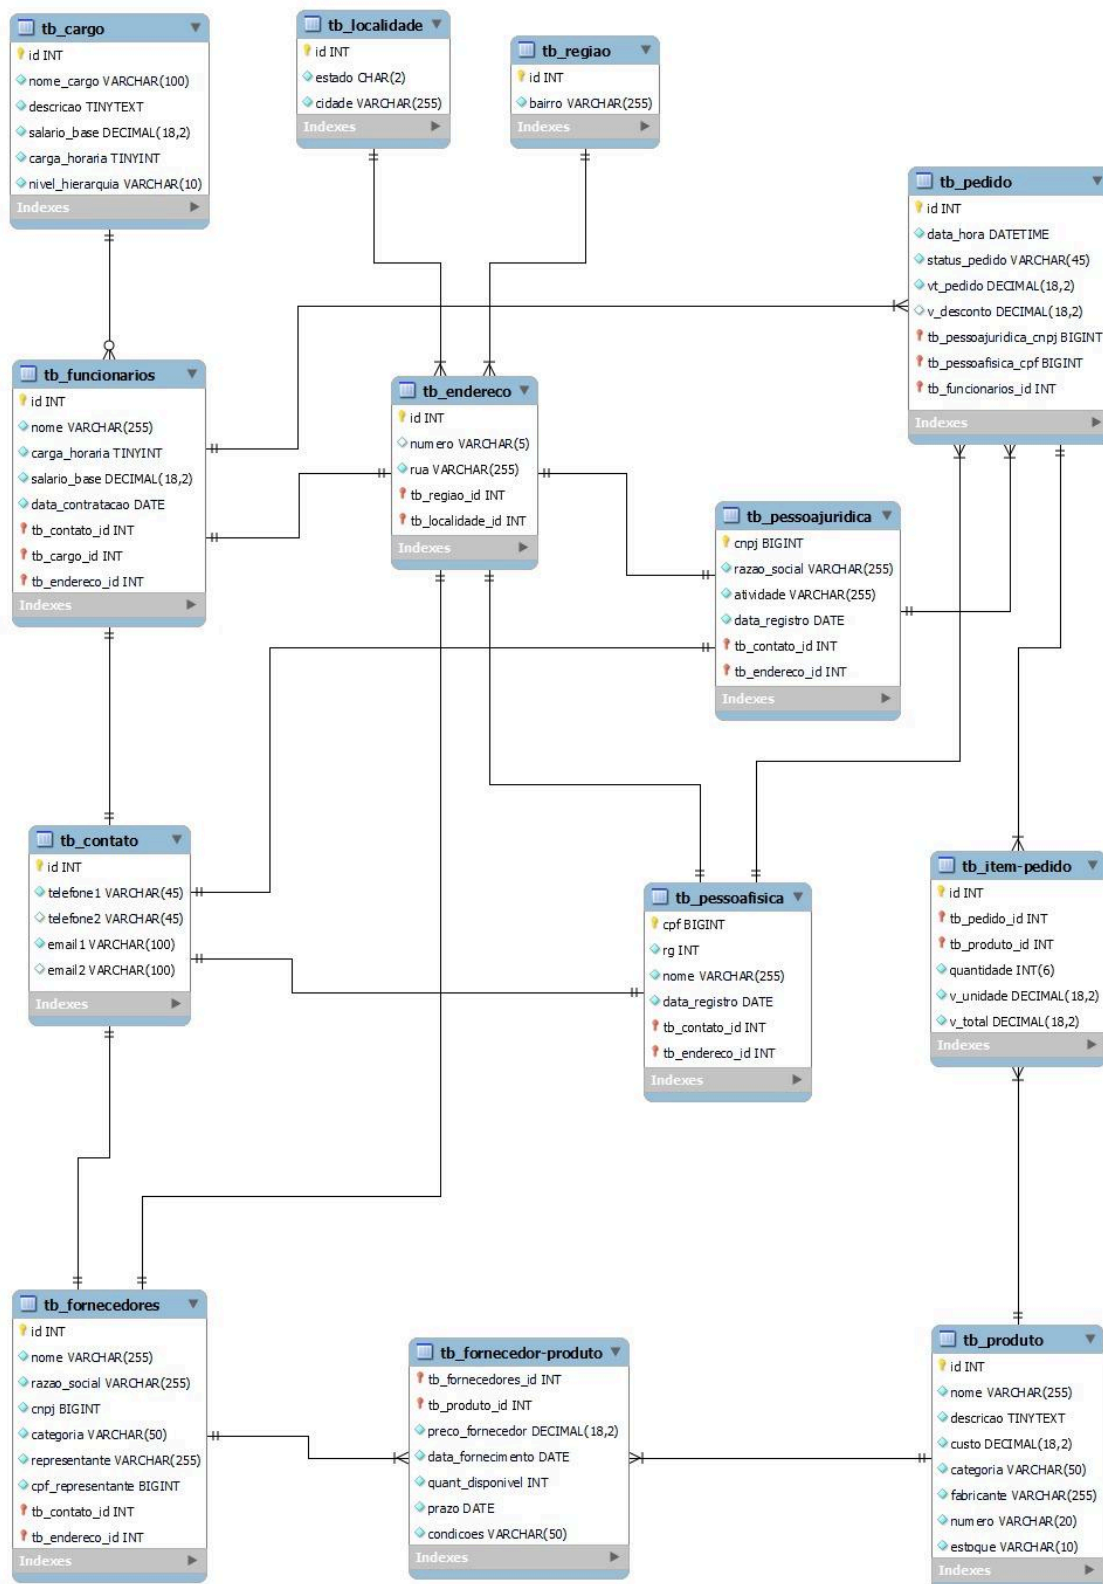 tb_cargo
id INT
nome_cargo VARCHAR(100)
descricao TINYTEXT
salario_base DECIMAL(18,2)
carga_horaria TINYINT
nivel_hierarquia VARCHAR(10)
Indexes
tb_localidade
id INT
estado CHAR(2)
cidade VARCHAR(255)
Indexes
tb_regiao
id INT
bairro VARCHAR(255)
Indexes
tb_pedido
id INT
data_hora DATETIME
status_pedido VARCHAR(45)
vt_pedido DECIMAL(18,2)
v_desconto DECIMAL(18,2)
tb_pessoajuridica_cnpj BIGINT
tb_pessoafisica_cpf BIGINT
tb_funcionarios_id INT
Indexes
tb_funcionarios
id INT
nome VARCHAR(255)
carga_horaria TINYINT
salario_base DECIMAL(18,2)
data_contratacao DATE
tb_contato_id INT
tb_cargo_id INT
tb_endereco_id INT
Indexes
tb_endereco
id INT
numero VARCHAR(5)
rua VARCHAR(255)
tb_regiao_id INT
tb_localidade_id INT
Indexes
tb_pessoajuridica
cnpj BIGINT
razao_social VARCHAR(255)
atividade VARCHAR(255)
data_registro DATE
tb_contato_id INT
tb_endereco_id INT
Indexes
tb_contato
id INT
telefone1 VARCHAR(45)
telefone2 VARCHAR(45)
email1 VARCHAR(100)
email2 VARCHAR(100)
Indexes
tb_pessoafisica
cpf BIGINT
rg INT
nome VARCHAR(255)
data_registro DATE
tb_contato_id INT
tb_endereco_id INT
Indexes
tb_item-pedido
id INT
tb_pedido_id INT
tb_produto_id INT
quantidade INT(6)
v_unidade DECIMAL(18,2)
v_total DECIMAL(18,2)
Indexes
tb_fornecedores
id INT
nome VARCHAR(255)
razao_social VARCHAR(255)
cnpj BIGINT
categoria VARCHAR(50)
representante VARCHAR(255)
cpf_representante BIGINT
tb_contato_id INT
tb_endereco_id INT
Indexes
tb_fornecedor-produto
tb_fornecedores_id INT
tb_produto_id INT
preco_fornecedor DECIMAL(18,2)
data_fornecimento DATE
quant_disponivel INT
prazo DATE
condicoes VARCHAR(50)
Indexes
tb_produto
id INT
nome VARCHAR(255)
descricao TINYTEXT
custo DECIMAL(18,2)
categoria VARCHAR(50)
fabricante VARCHAR(255)
numero VARCHAR(20)
estoque VARCHAR(10)
Indexes